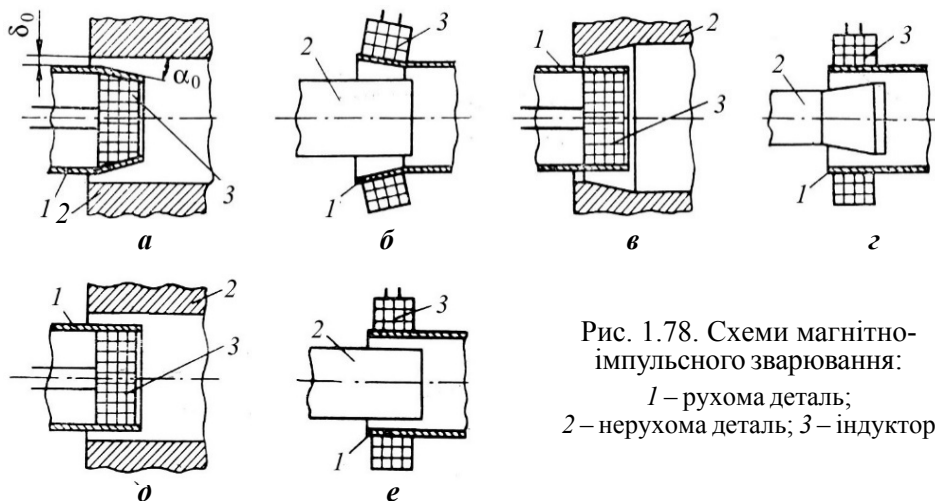 δ₀
α₀
3
1
2
а
2
3
1
б
1
2
3
в
2
3
1
г
1
2
3
д
2
3
1
е
Рис. 1.78. Схеми магнітно-
імпульсного зварювання:
1 – рухома деталь;
2 – нерухома деталь; 3 – індуктор